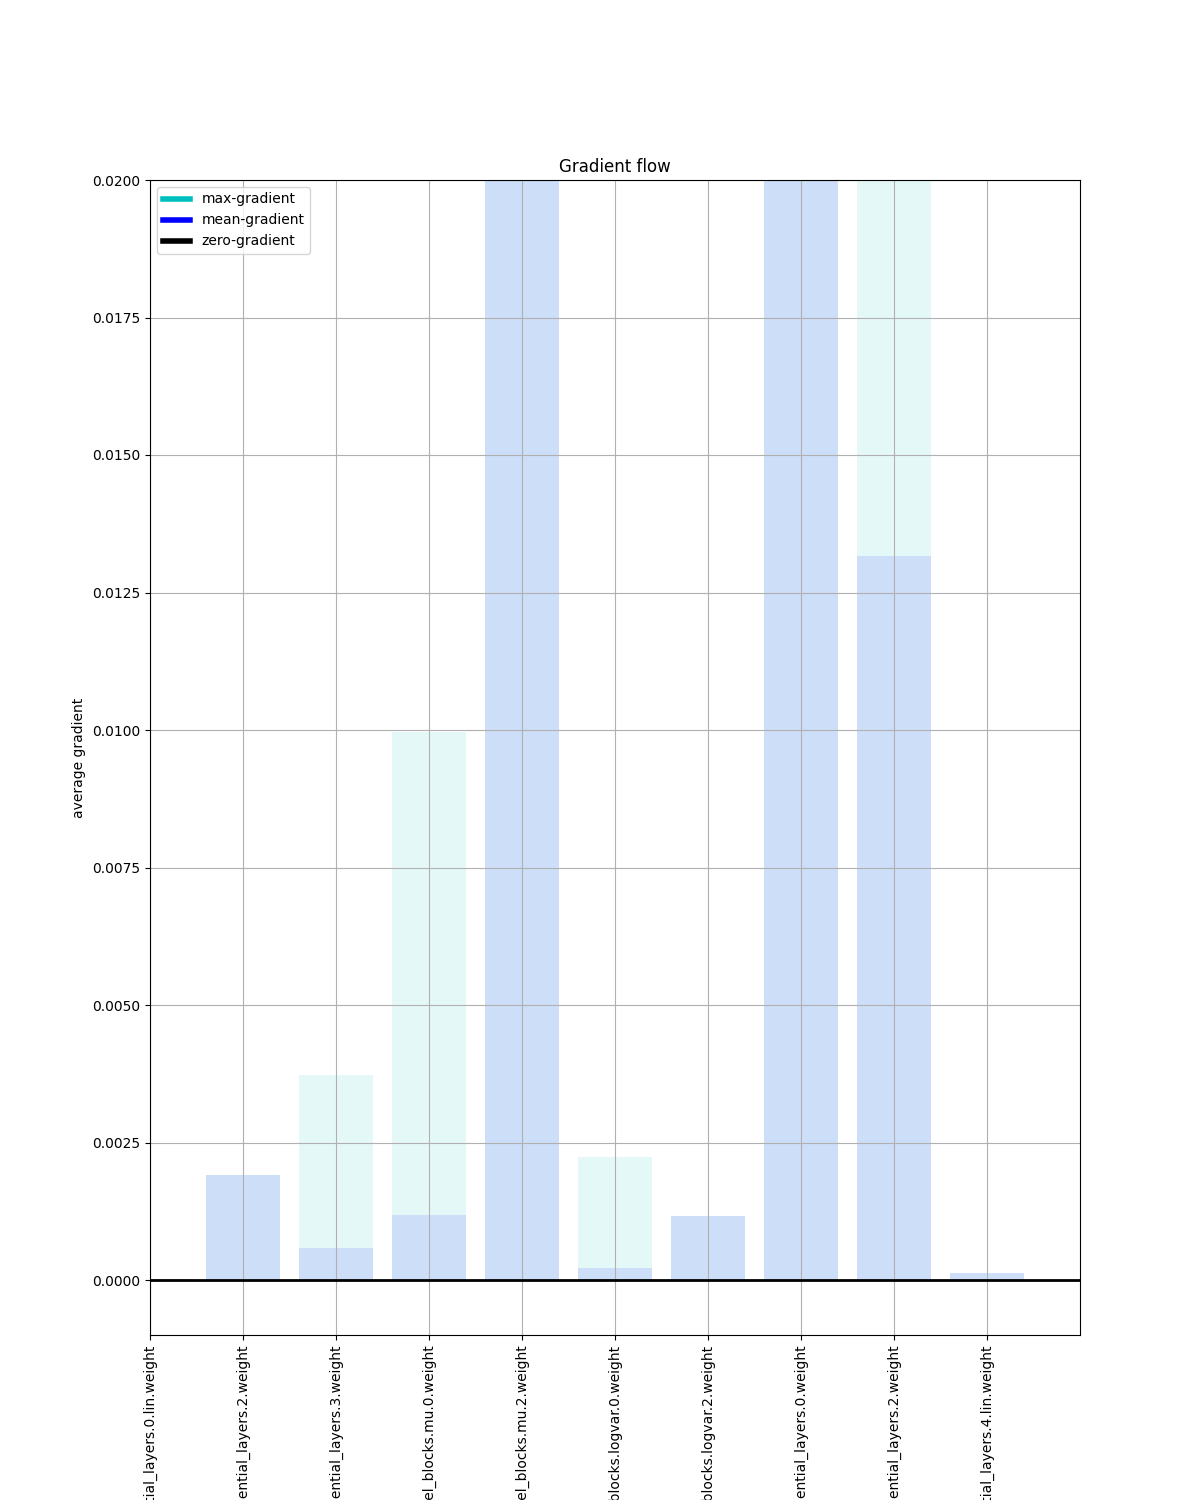 Gradient flow
max-gradient
mean-gradient
zero-gradient
0.0200
0.0175
0.0150
0.0125
0.0100
0.0075
0.0050
0.0025
0.0000
average gradient
tial_layers.0.lin.weight
ential_layers.2.weight
ential_layers.3.weight
el_blocks.mu.0.weight
el_blocks.mu.2.weight
blocks.logvar.0.weight
blocks.logvar.2.weight
ential_layers.0.weight
ential_layers.2.weight
tial_layers.4.lin.weight